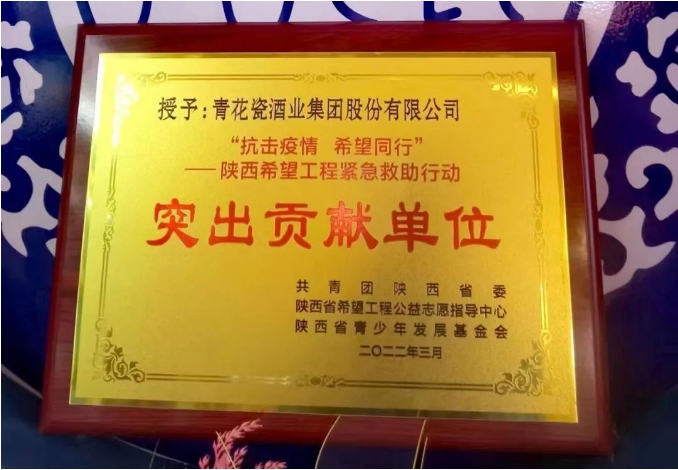 授予：青花瓷酒业集团股份有限公司
“抗击疫情 希望同行”
——陕西希望工程紧急救助行动
突出贡献单位
共青团陕西省委
陕西省希望工程公益志愿指导中心
陕西省青少年发展基金会
二〇二二年三月